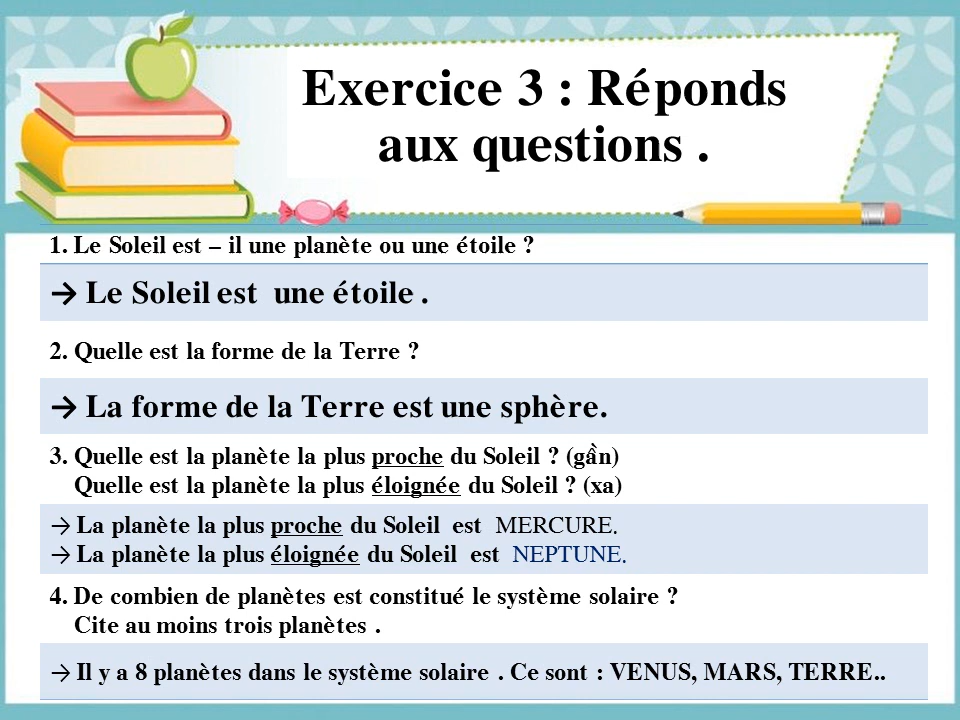 Exercice 3 : Réponds
aux questions .
1. Le Soleil est – il une planète ou une étoile ?
→ Le Soleil est une étoile .
2. Quelle est la forme de la Terre ?
→ La forme de la Terre est une sphère.
3. Quelle est la planète la plus proche du Soleil ? (gần)
Quelle est la planète la plus éloignée du Soleil ? (xa)
→ La planète la plus proche du Soleil est MERCURE.
→ La planète la plus éloignée du Soleil est NEPTUNE.
4. De combien de planètes est constitué le système solaire ?
Cite au moins trois planètes .
→ Il y a 8 planètes dans le système solaire . Ce sont : VENUS, MARS, TERRE..